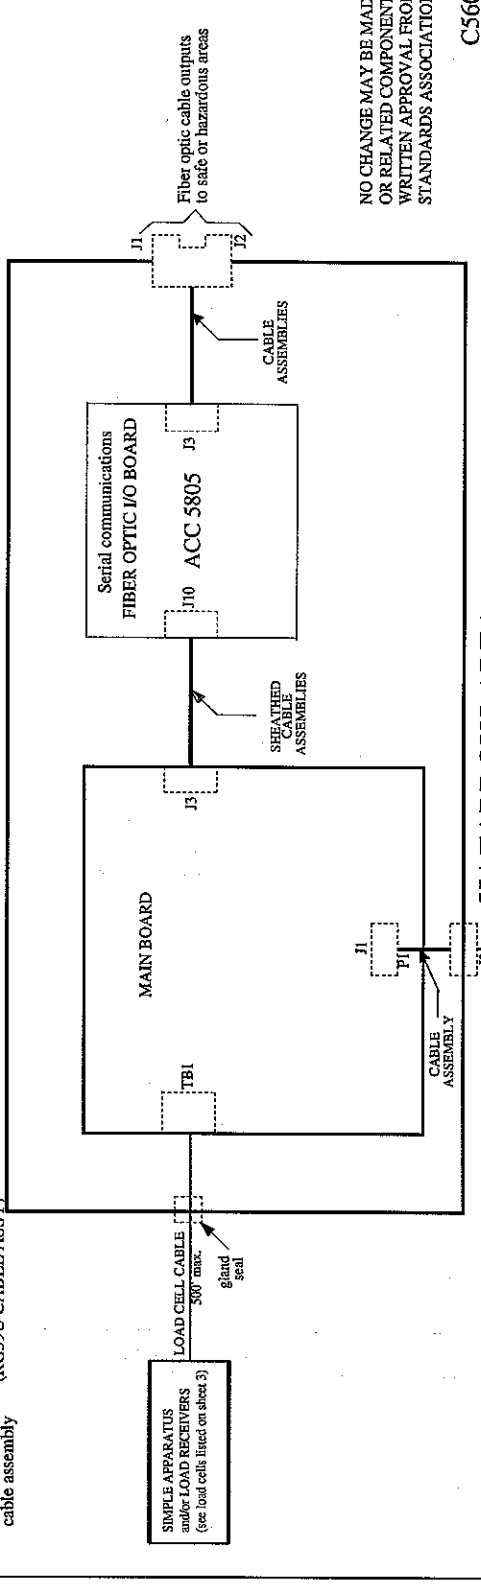 cable assembly
SIMPLE APPARATUS
and/or LOAD RECEIVERS
(see load cells listed on sheet 3)
LOAD CELL CABLE
500' max.
gland
seal
TB1
MAIN BOARD
J3
J1
P1
CABLE
ASSEMBLY
SHEATHED
CABLE
ASSEMBLIES
Serial communications
FIBER OPTIC I/O BOARD
J10
ACC 5805
J3
CABLE
ASSEMBLIES
J1
J2
Fiber optic cable outputs
to safe or hazardous areas
NO CHANGE MAY BE MAD
OR RELATED COMPONENT
WRITTEN APPROVAL FRO
STANDARDS ASSOCIATION